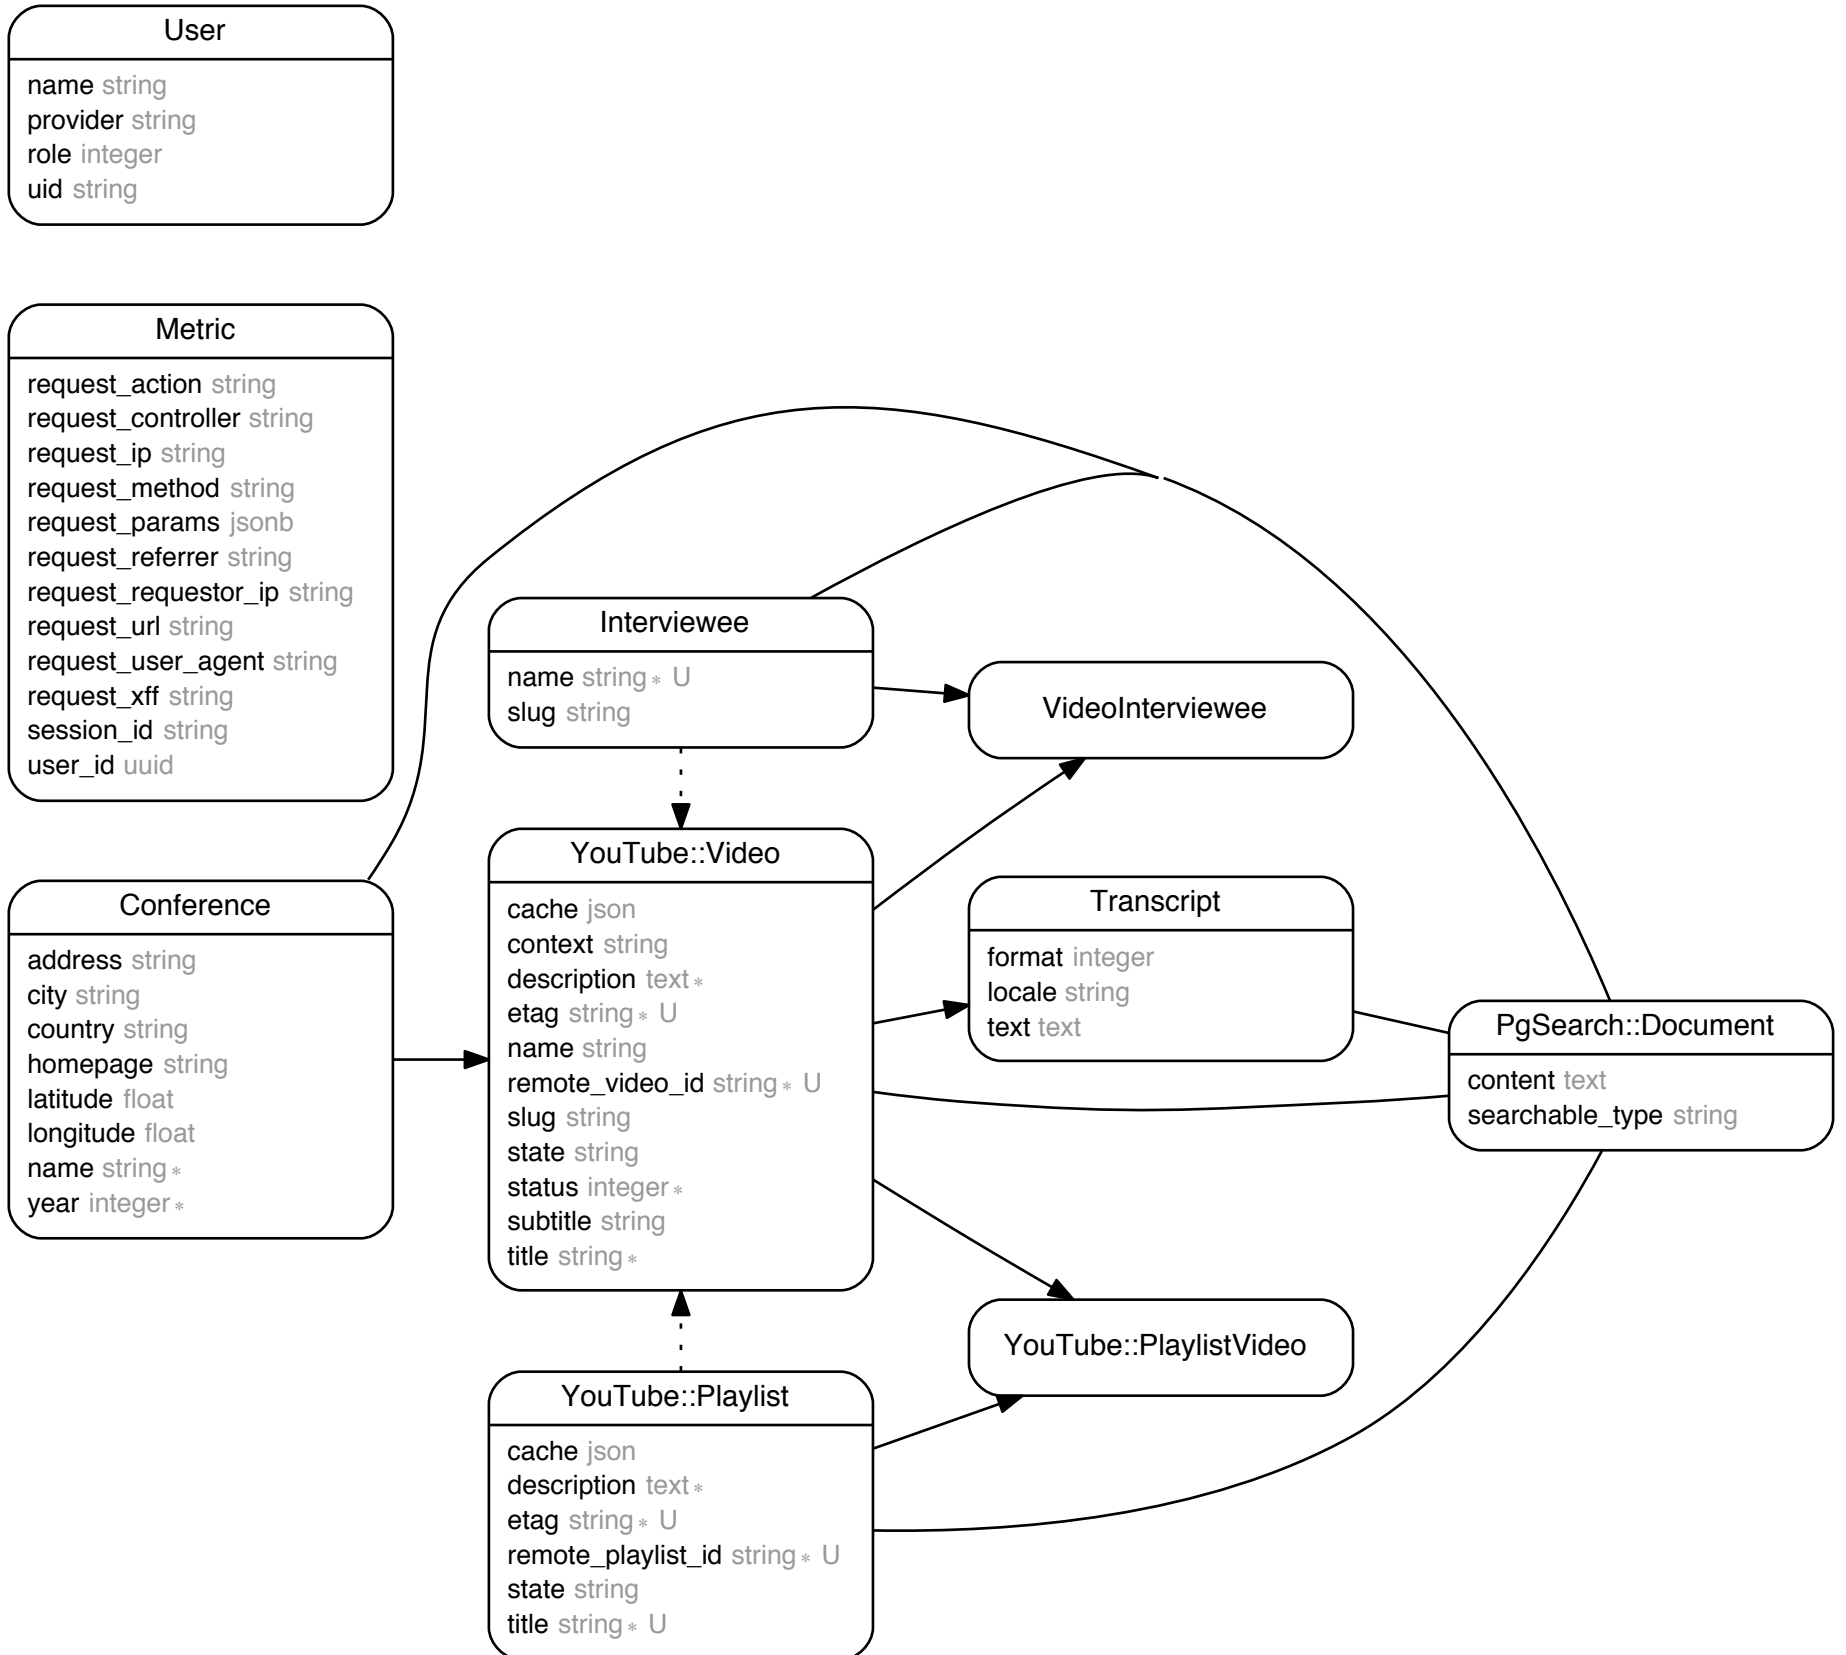 User
name string
provider string
role integer
uid string
Metric
request_action string
request_controller string
request_ip string
request_method string
request_params jsonb
request_referrer string
request_requestor_ip string
request_url string
request_user_agent string
request_xff string
session_id string
user_id uuid
Conference
address string
city string
country string
homepage string
latitude float
longitude float
name string *
year integer *
Interviewee
name string * U
slug string
YouTube::Video
cache json
context string
description text *
etag string * U
name string
remote_video_id string * U
slug string
state string
status integer *
subtitle string
title string *
YouTube::Playlist
cache json
description text *
etag string * U
remote_playlist_id string * U
state string
title string * U
VideoInterviewee
Transcript
format integer
locale string
text text
YouTube::PlaylistVideo
PgSearch::Document
content text
searchable_type string